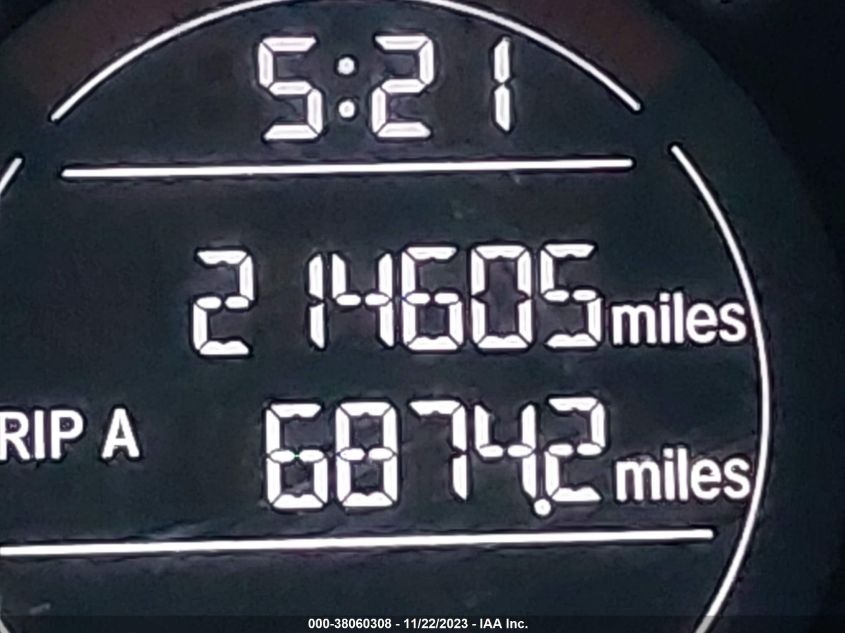 5:21
214605 miles
RIP A 6874.2 miles
000-38060308 - 11/22/2023 - IAA Inc.